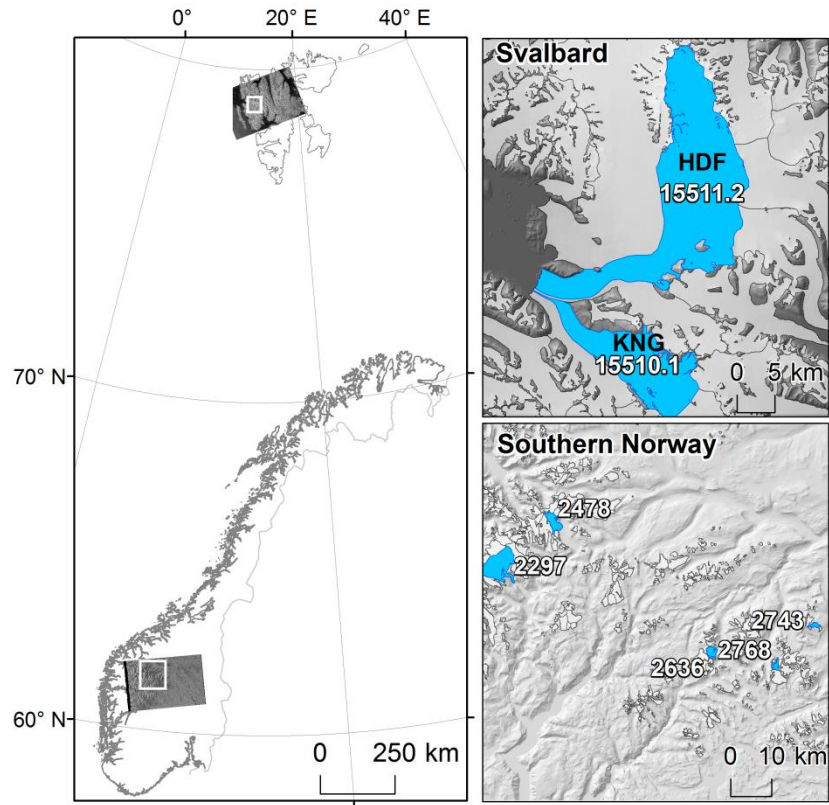 0°
20° E
40° E
70° N
60° N
0 250 km
Svalbard
HDF
15511.2
KNG
15510.1
0 5 km
Southern Norway
2478
2297
2743
2768
2636
0 10 km